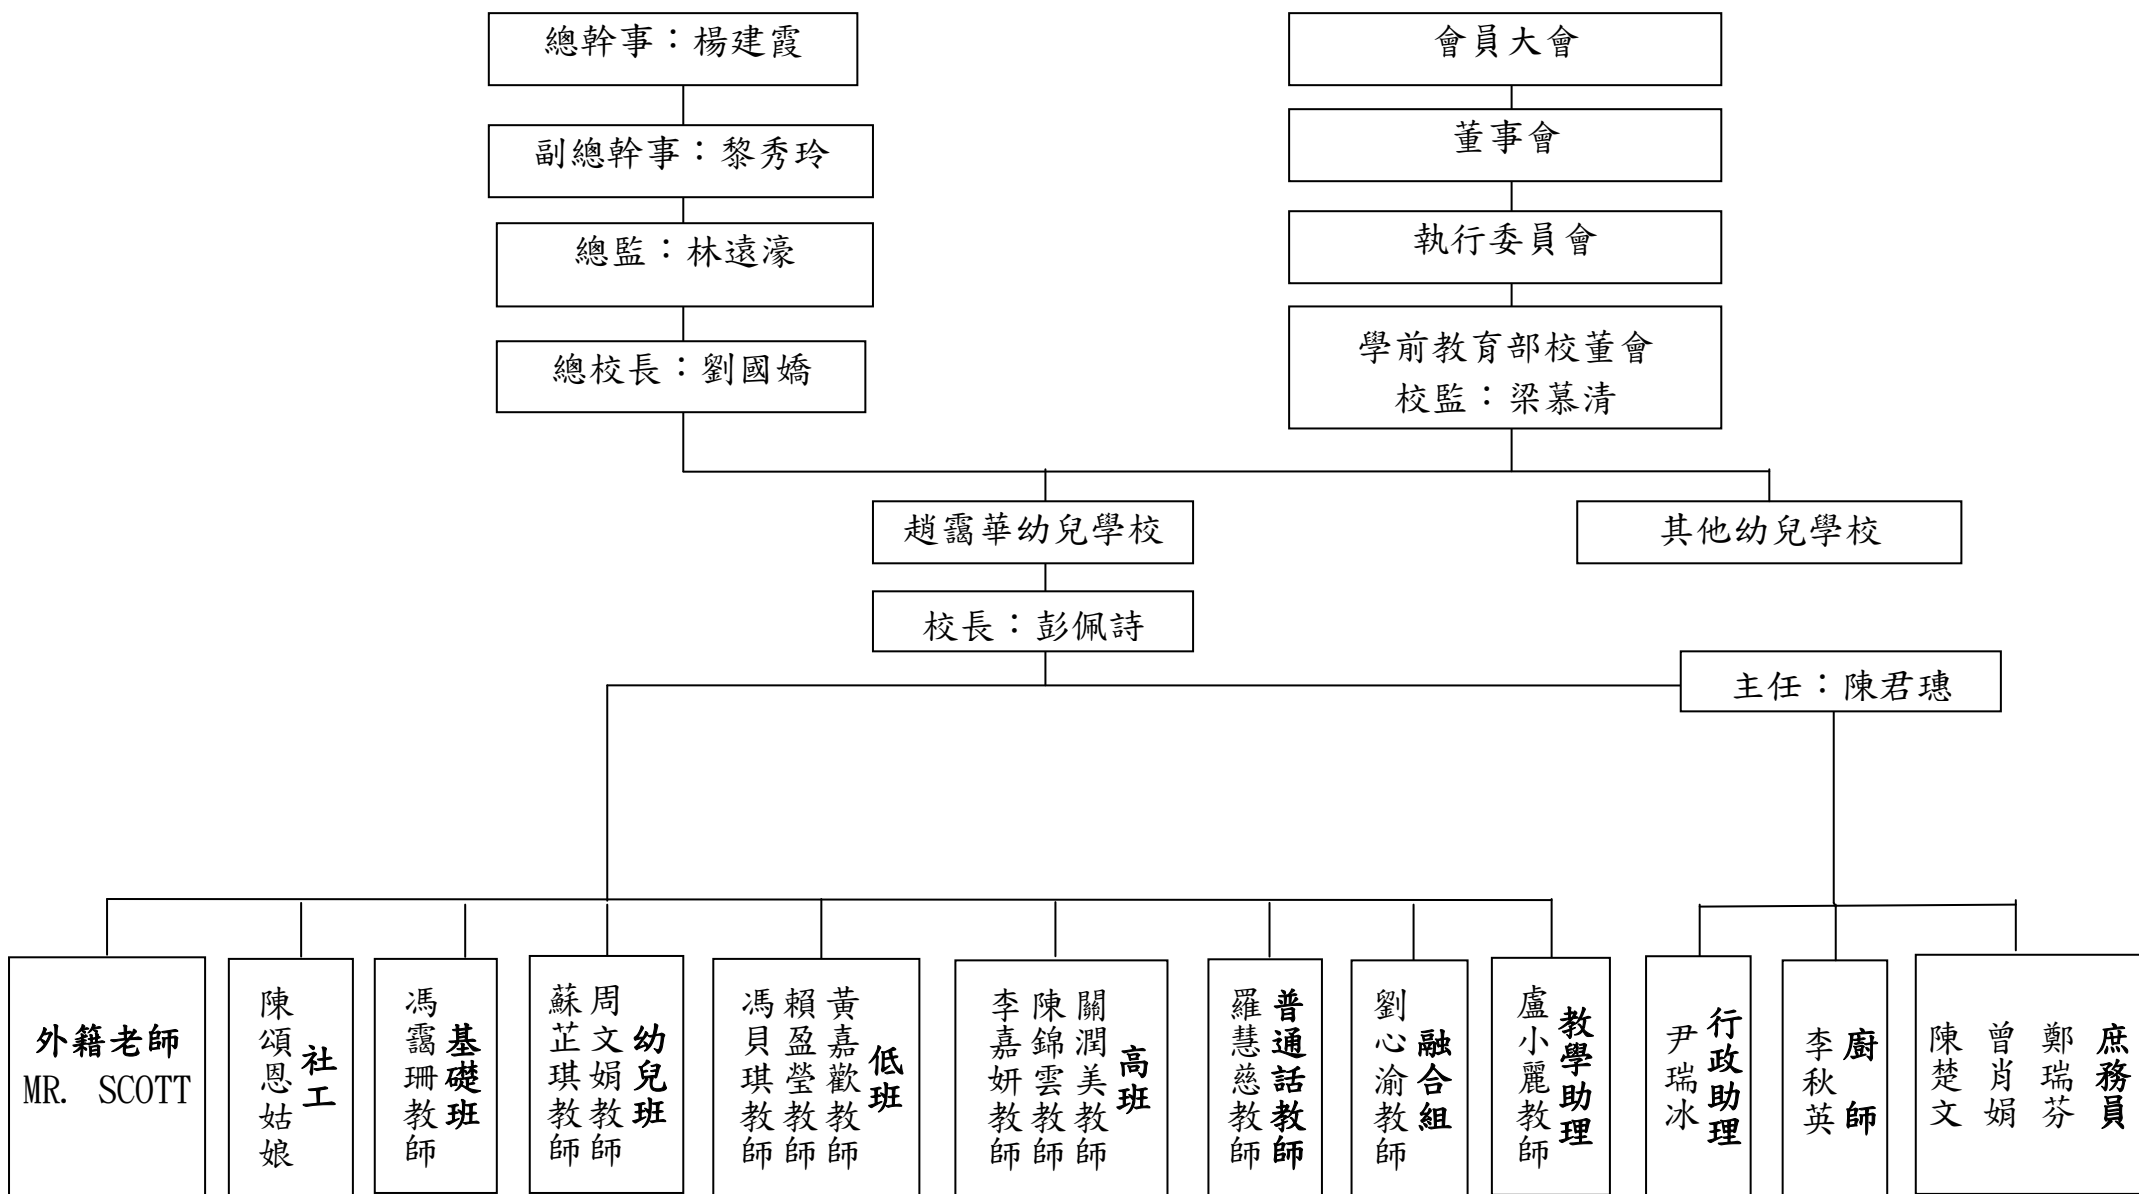 總幹事：楊建霞
副總幹事：黎秀玲
總監：林遠濠
總校長：劉國嬌
會員大會
董事會
執行委員會
學前教育部校董會
校監：梁慕清
趙靄華幼兒學校
其他幼兒學校
校長：彭佩詩
主任：陳君璁
外籍老師
MR. SCOTT
社工
陳頌恩姑娘
基礎班
馮靄珊教師
幼兒班
周文娟教師
蘇芷琪教師
低班
黃嘉歡教師
賴盈瑩教師
馮貝琪教師
高班
關潤美教師
陳錦雲教師
李嘉妍教師
普通話教師
羅慧慈教師
融合組
劉心渝教師
教學助理
盧小麗教師
行政助理
尹瑞冰
廚師
李秋英
庶務員
鄭瑞芬
曾肖娟
陳楚文